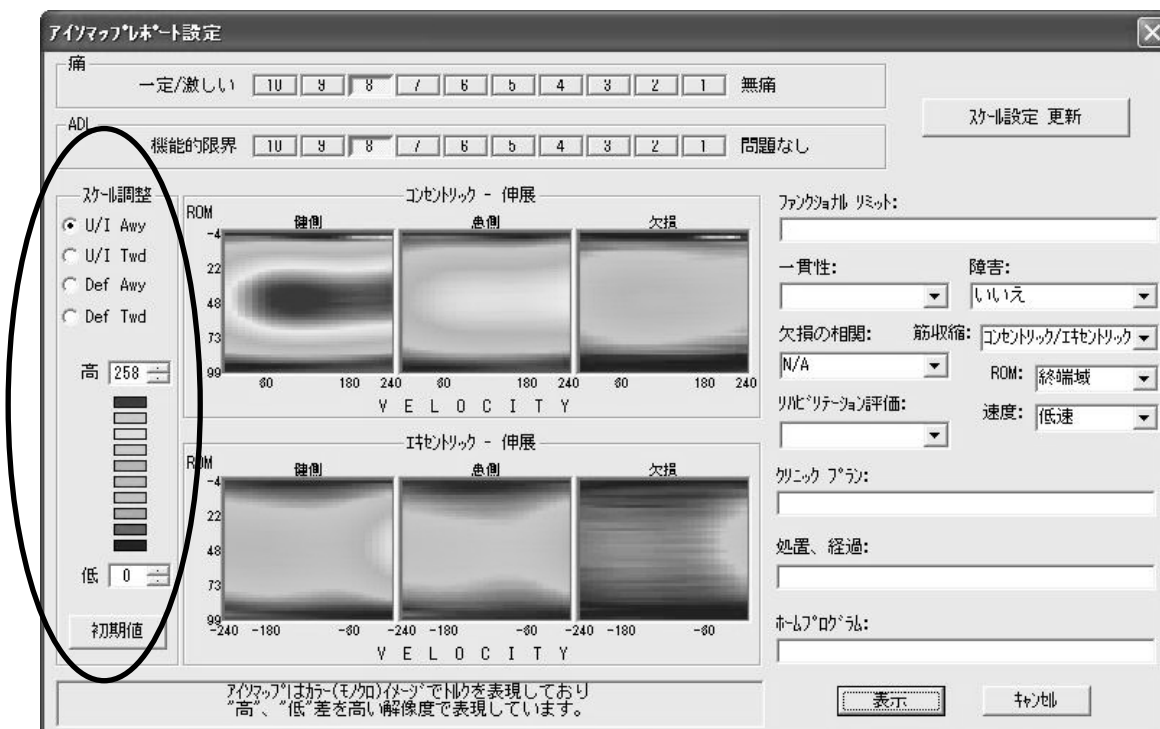 アイソマップレポート設定
痛
一定/激しい 10 9 8 7 6 5 4 3 2 1 無痛
ADL
機能的限界 10 9 8 7 6 5 4 3 2 1 問題なし
スケール設定 更新
スケール調整
U/I Awy
U/I Twd
Def Awy
Def Twd
高 258
低 0
初期値
コンセントリック - 伸展
ROM 健側 患側 欠損
-4
22
48
73
99
60 180 240 60 180 240 60 180 240
VELOCITY
エキセントリック - 伸展
ROM 健側 患側 欠損
-4
22
48
73
99
-240 -180 -60 -240 -180 -60 -240 -180 -60
VELOCITY
アイソマップはカラー(モノクロ)イメージでトルクを表現しており
"高"、"低"差を高い解像度で表現しています。
ファンクショナル リミット:
一貫性: 障害:
いいえ
欠損の相関: 筋収縮: コンセントリック/エキセントリック
N/A ROM: 終端域
リハビリテーション評価: 速度: 低速
クリニック プラン:
処置、経過:
ホームプログラム:
表示 キャンセル